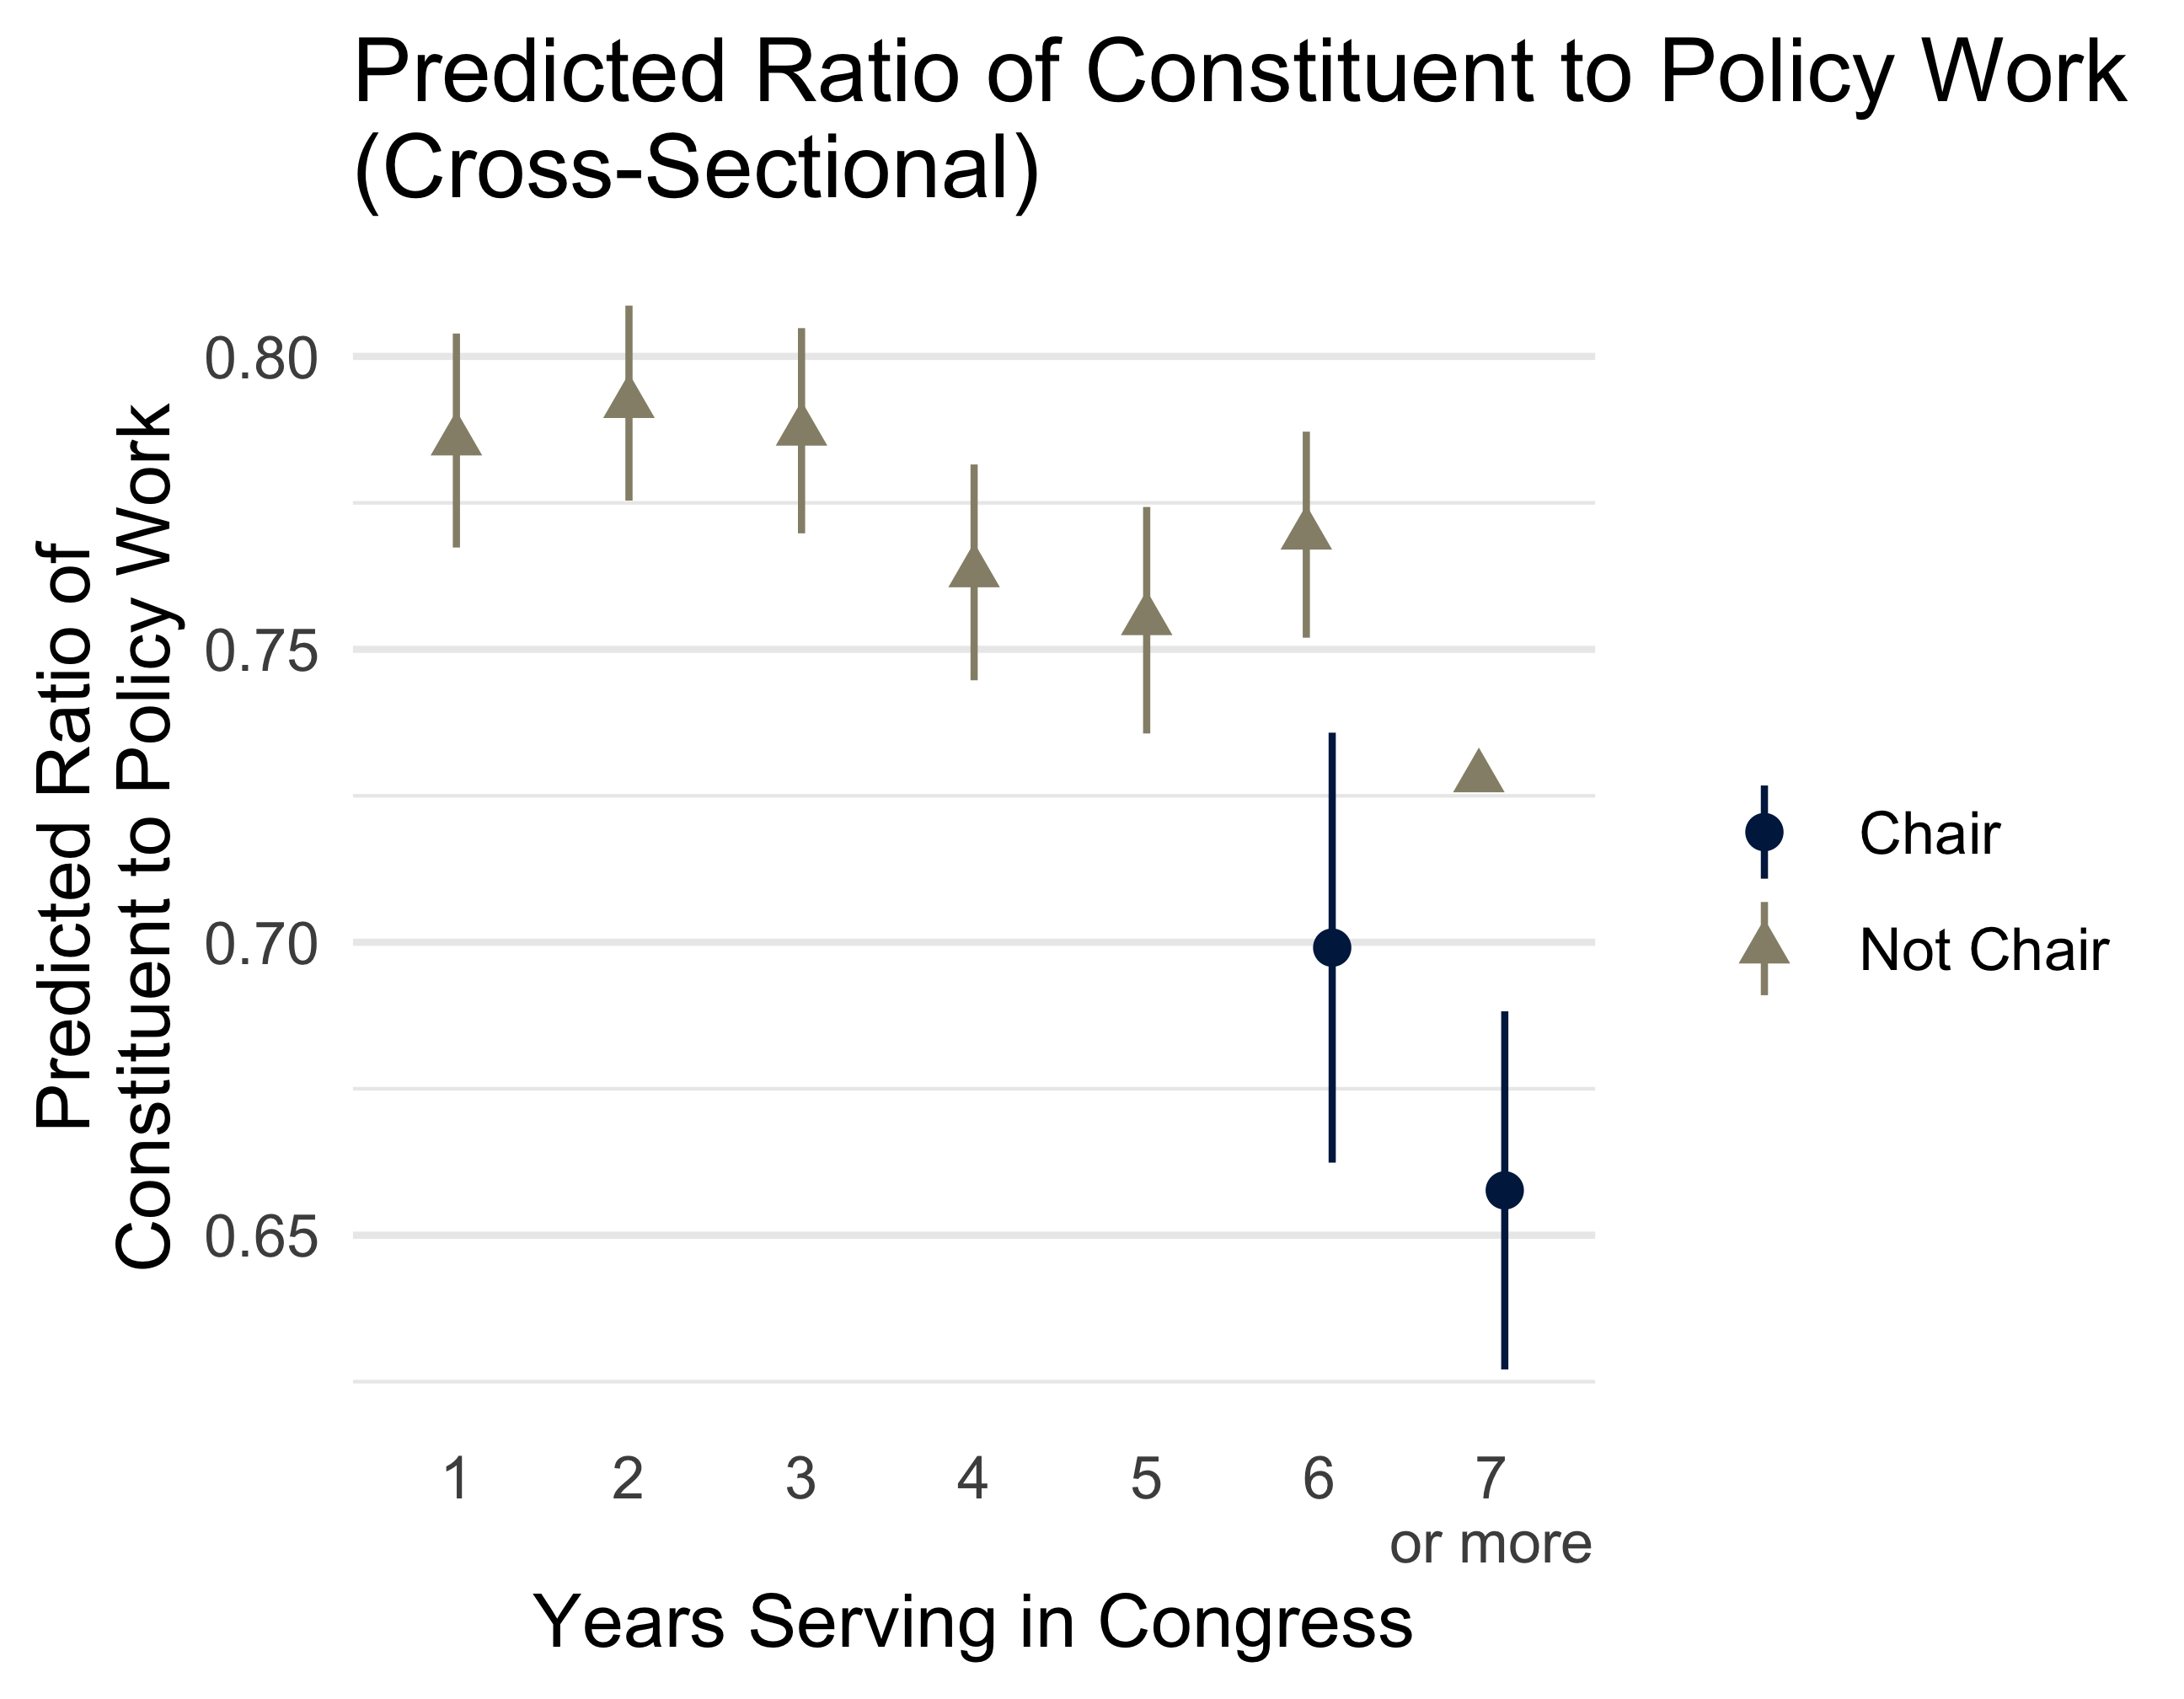 Predicted Ratio of Constituent to Policy Work
(Cross-Sectional)
Predicted Ratio of
Constituent to Policy Work
0.80
0.75
0.70
0.65
1 2 3 4 5 6 7
or more
Years Serving in Congress
Chair
Not Chair